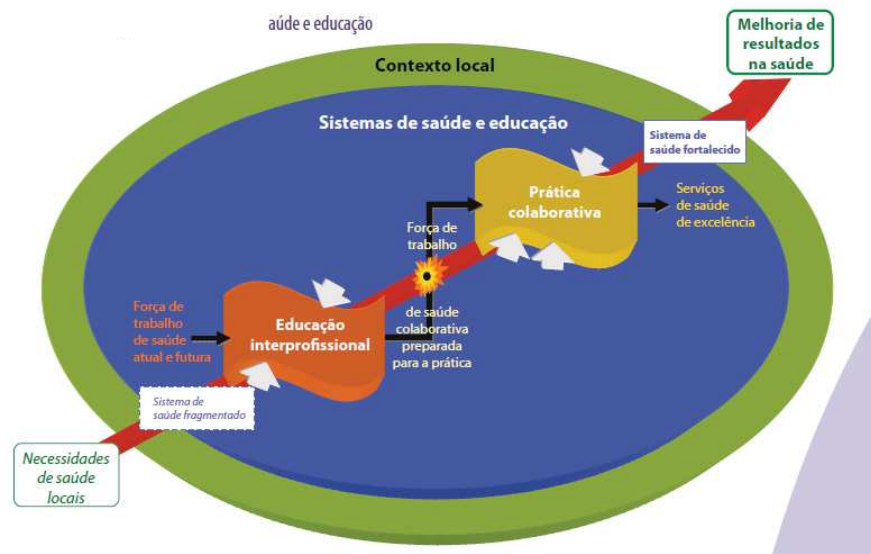 aúde e educação
Melhoria de
resultados
na saúde
Contexto local
Sistemas de saúde e educação
Sistema de
saúde fortalecido
Prática
colaborativa
Serviços
de saúde
de excelência
Força de
trabalho
de saúde
colaborativa
preparada
para a prática
Força de
trabalho
de saúde
atual e futura
Educação
interprofissional
Sistema de
saúde fragmentado
Necessidades
de saúde
locais